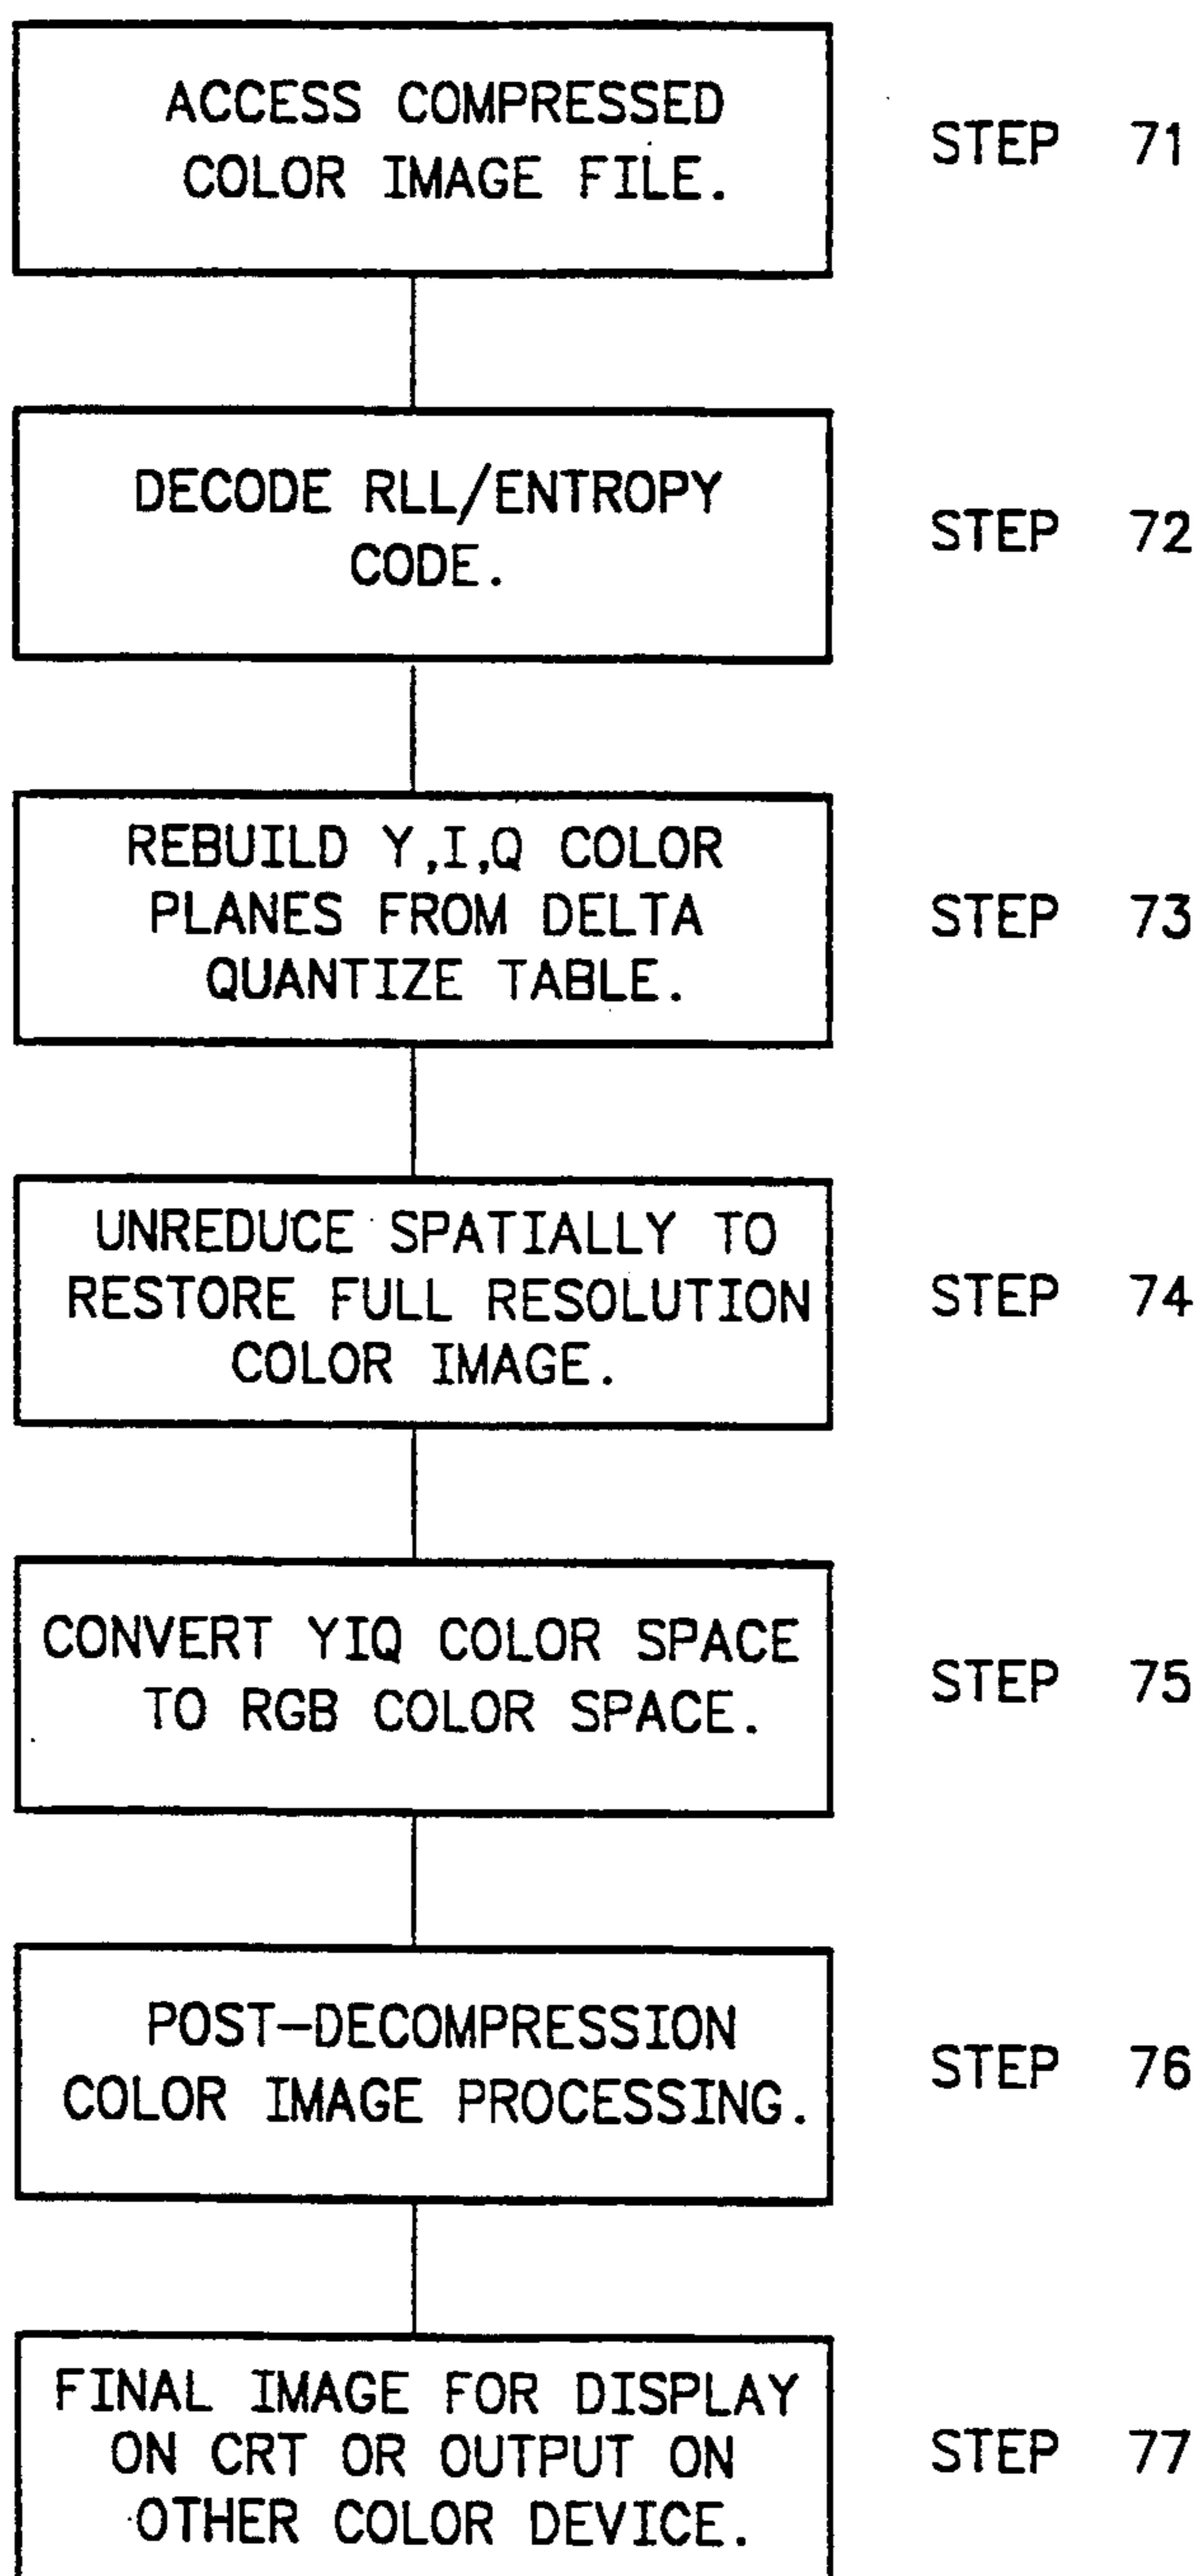 ACCESS COMPRESSED
COLOR IMAGE FILE.
STEP 71
DECODE RLL/ENTROPY
CODE.
STEP 72
REBUILD Y,I,Q COLOR
PLANES FROM DELTA
QUANTIZE TABLE.
STEP 73
UNREDUCE SPATIALLY TO
RESTORE FULL RESOLUTION
COLOR IMAGE.
STEP 74
CONVERT YIQ COLOR SPACE
TO RGB COLOR SPACE.
STEP 75
POST-DECOMPRESSION
COLOR IMAGE PROCESSING.
STEP 76
FINAL IMAGE FOR DISPLAY
ON CRT OR OUTPUT ON
OTHER COLOR DEVICE.
STEP 77